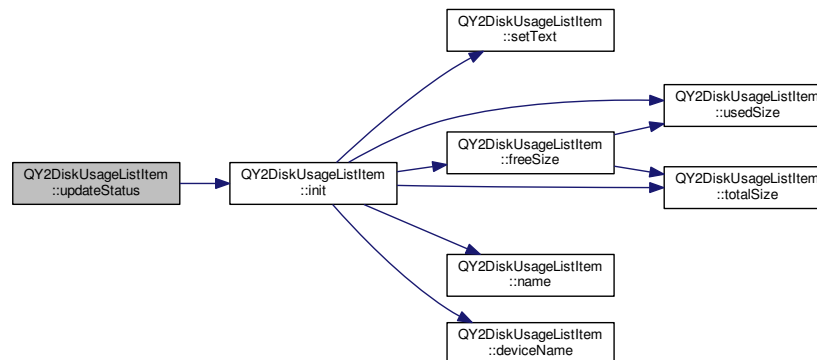 QY2DiskUsageListItem
::updateStatus
QY2DiskUsageListItem
::init
QY2DiskUsageListItem
::setText
QY2DiskUsageListItem
::freeSize
QY2DiskUsageListItem
::name
QY2DiskUsageListItem
::deviceName
QY2DiskUsageListItem
::usedSize
QY2DiskUsageListItem
::totalSize